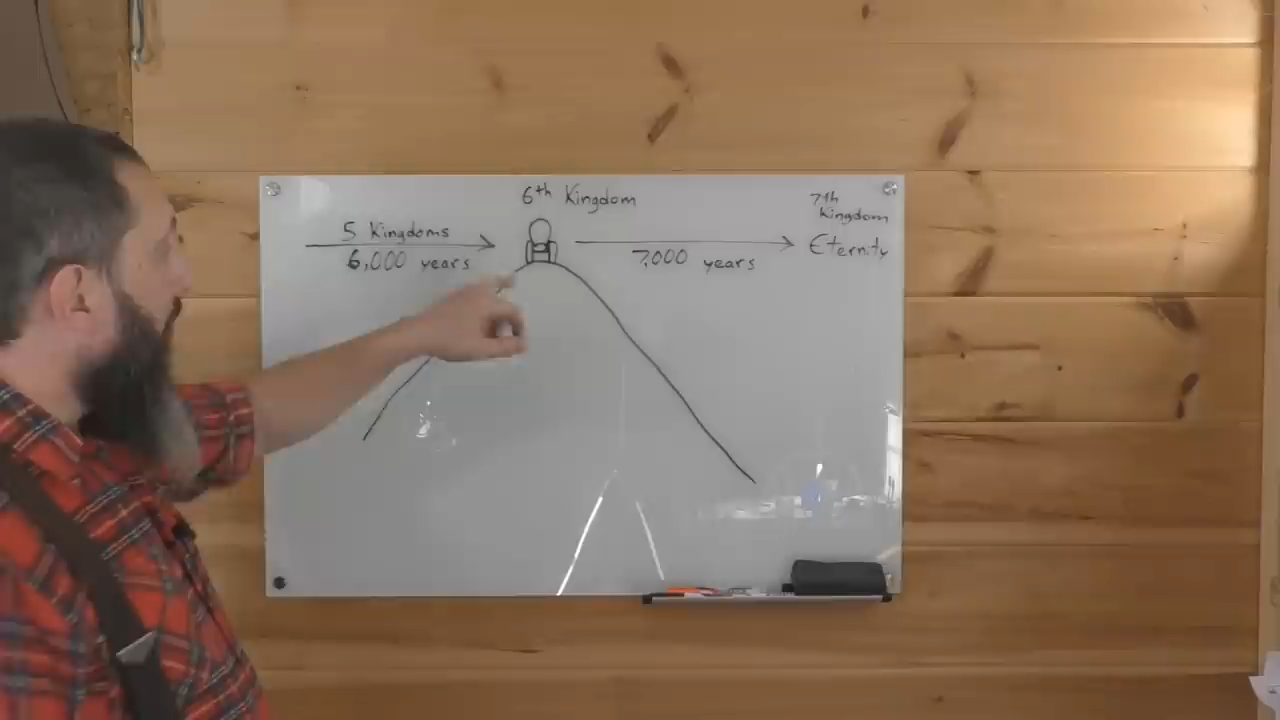 6th Kingdom
5 Kingdoms
6,000 years
7,000 years
7th
Kingdom
Eternity